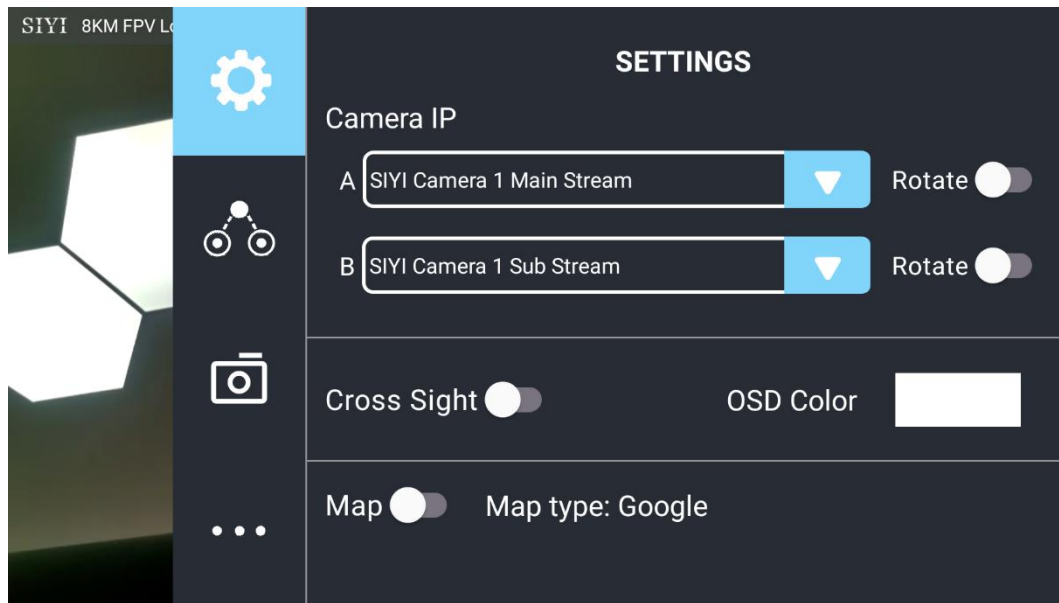 SIYI 8KM FPV
SETTINGS
Camera IP
A SIYI Camera 1 Main Stream Rotate
B SIYI Camera 1 Sub Stream Rotate
Cross Sight OSD Color
Map Map type: Google